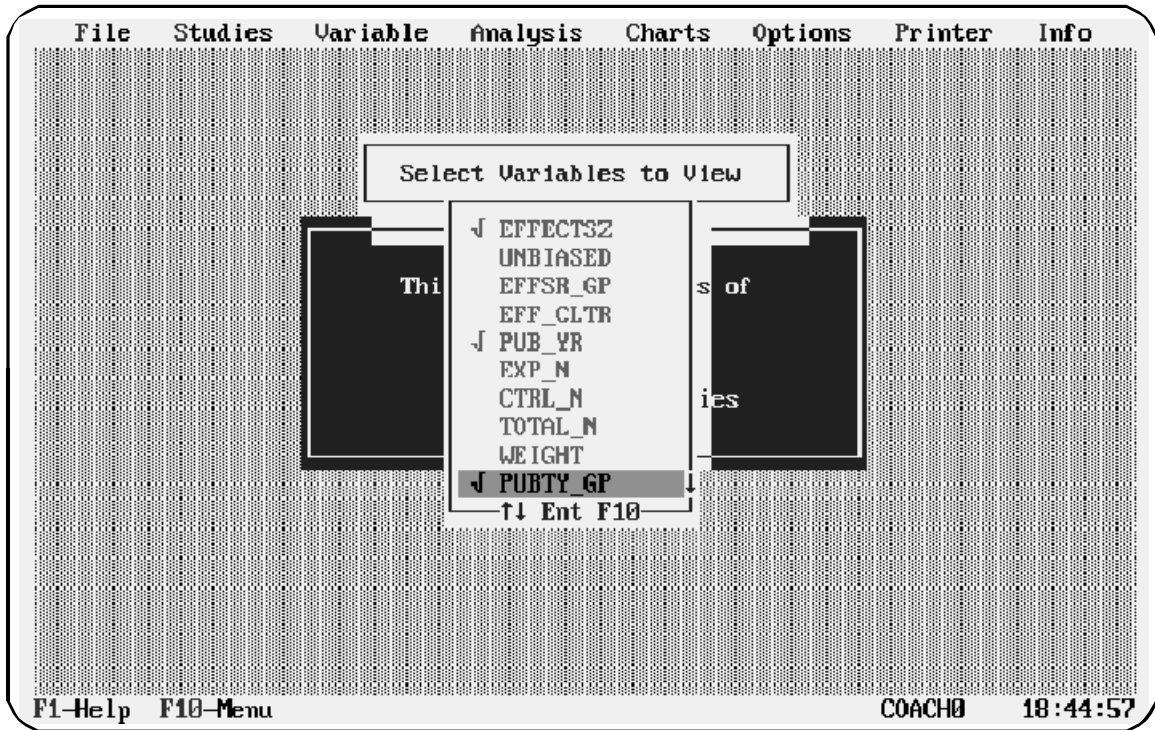 File Studies Variable Analysis Charts Options Printer Info
Select Variables to View
√ EFFECTSZ
UNBIASED
Thi EFFSR_GP s of
EFF_CLTR
√ PUB_YR
EXP_N
CTRL_N ies
TOTAL_N
WEIGHT
√ PUBTY_GP ↓
↑↓ Ent F10
F1-Help F10-Menu COACH0 18:44:57